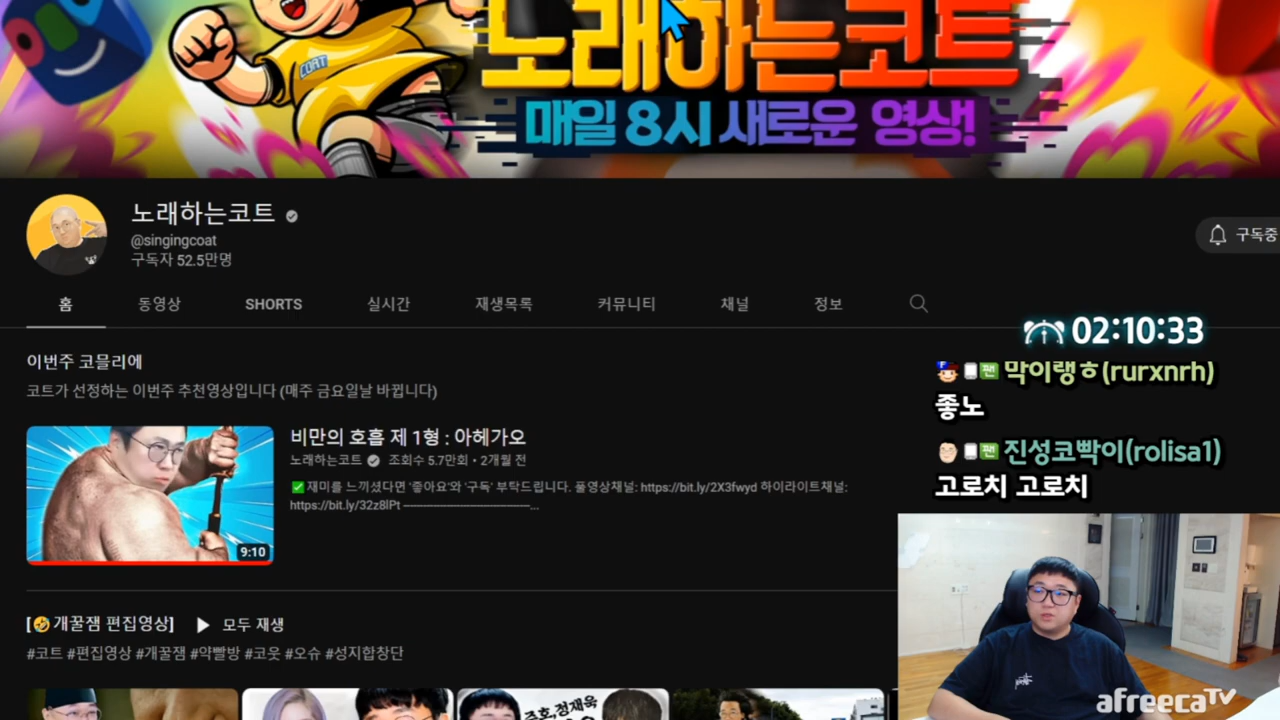 COAT
노래하는코트
매일 8시 새로운 영상!
노래하는코트
@singingcoat
구독자 52.5만명
구독중
홈 동영상 SHORTS 실시간 재생목록 커뮤니티 채널 정보
02:10:33
이번주 코믈리에
코트가 선정하는 이번주 추천영상입니다 (매주 금요일날 바뀝니다)
팬 막이랭ㅎ(rurxnrh)
좋노
팬 진성코빡이(rolisa1)
고로치 고로치
비만의 호흡 제 1형 : 아헤가오
노래하는코트 조회수 5.7만회 • 2개월 전
재미를 느끼셨다면 '좋아요'와 '구독' 부탁드립니다. 풀영상채널: https://bit.ly/2X3fwyd 하이라이트채널:
https://bit.ly/32z8lPt ---------------------------------...
9:10
[🤣개꿀잼 편집영상] ▶ 모두 재생
#코트 #편집영상 #개꿀잼 #약빨방 #코웃 #오슈 #성지합창단
afreecaTV